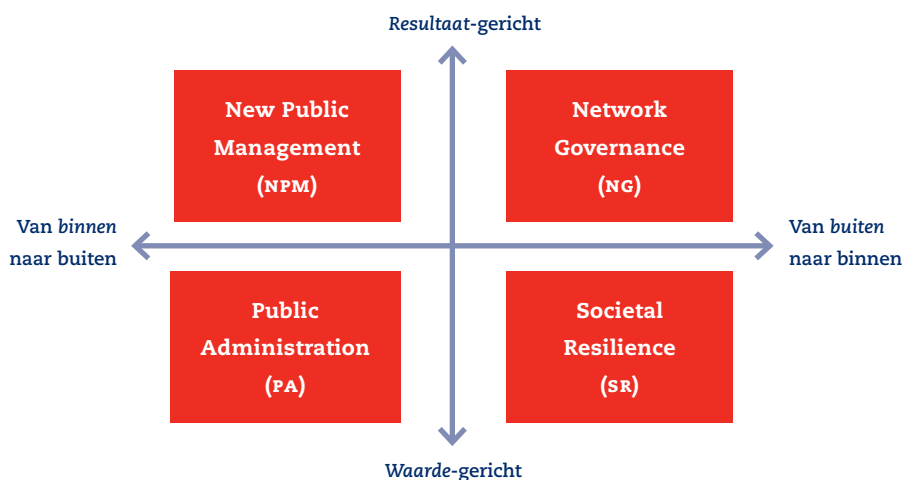 Resultaat-gericht
New Public
Management
(NPM)
Network
Governance
(NG)
Van binnen
naar buiten
Van buiten
naar binnen
Public
Administration
(PA)
Societal
Resilience
(SR)
Waarde-gericht